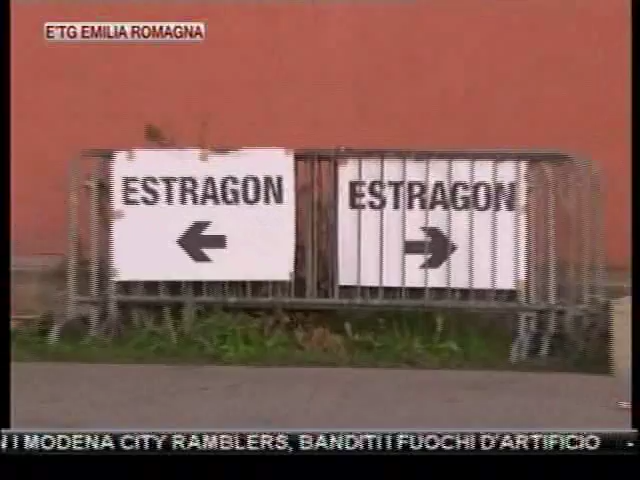 E'TG EMILIA ROMAGNA
ESTRAGON
ESTRAGON
I MODENA CITY RAMBLERS, BANDITI I FUOCHI D'ARTIFICIO -